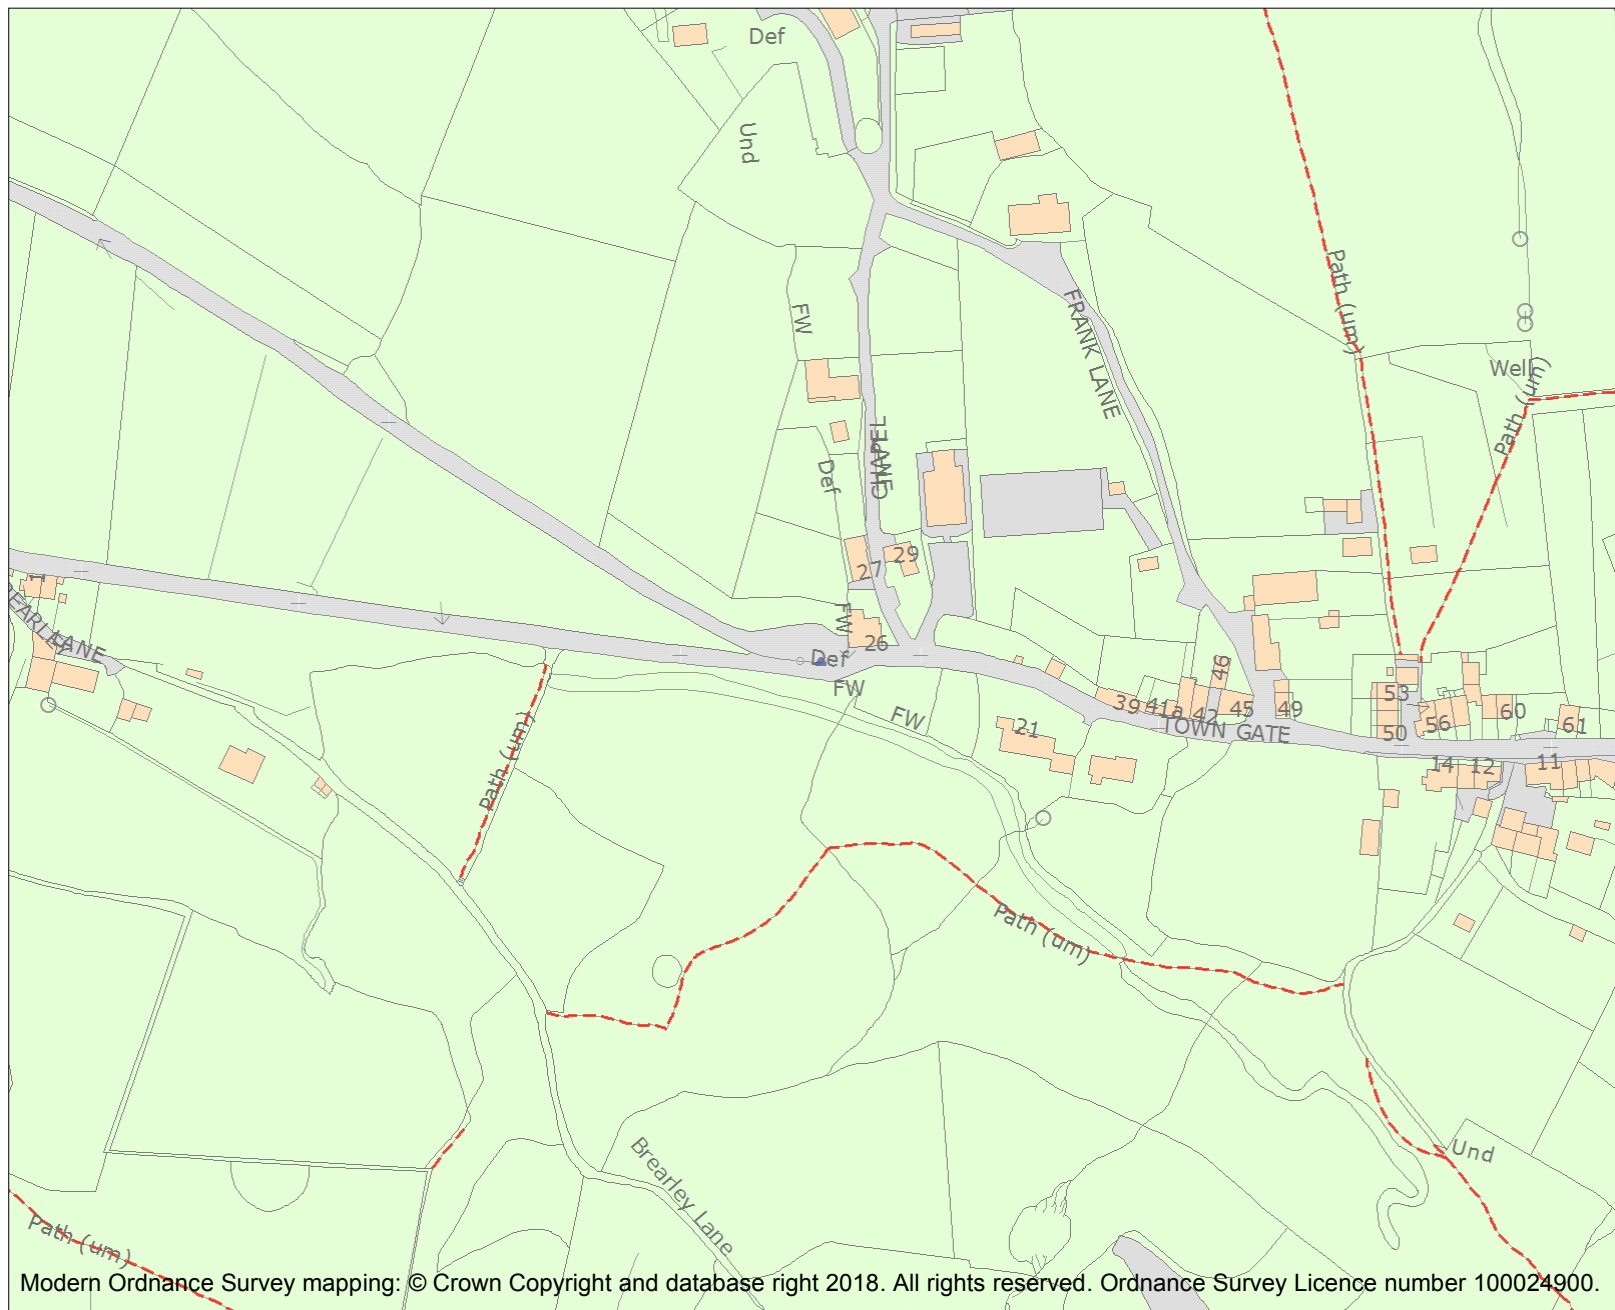 Def
Und
Path (um)
FW
FRANK LANE
Well
Path (um)
CHAPEL
LANE
Def
29
27
1
FW
26
LANE
Def
FW
46
53
39
41a
42
45
49
60
FW
21
TOWN GATE
50
56
61
Path (um)
14
12
11
Path (um)
Und
Brearley Lane
Path (um)
Modern Ordnance Survey mapping: © Crown Copyright and database right 2018. All rights reserved. Ordnance Survey Licence number 100024900.